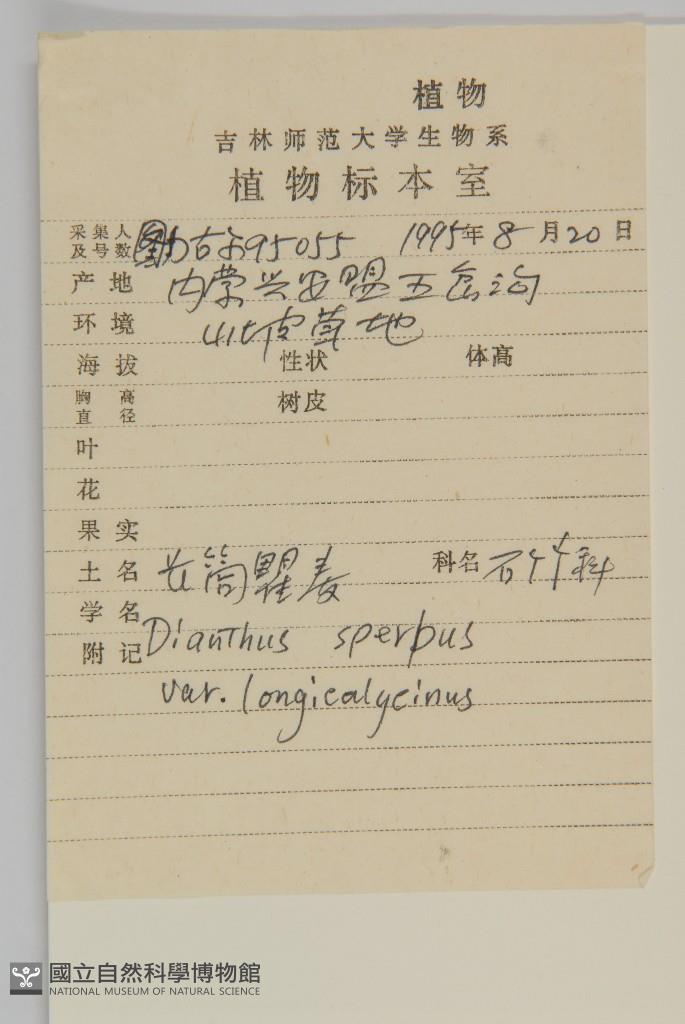 植物
吉林师范大学生物系
植物标本室
采集人
及号数 95055 1995年8月20日
产地 内蒙兴安盟五岔沟
环境 山坡草地
海拔 性状 体高
胸高
直径 树皮
叶
花
果实
土名 长筒瞿麦 科名 石竹科
学名
附记 Dianthus sperbus
var. longicalycinus
國立自然科學博物館
NATIONAL MUSEUM OF NATURAL SCIENCE